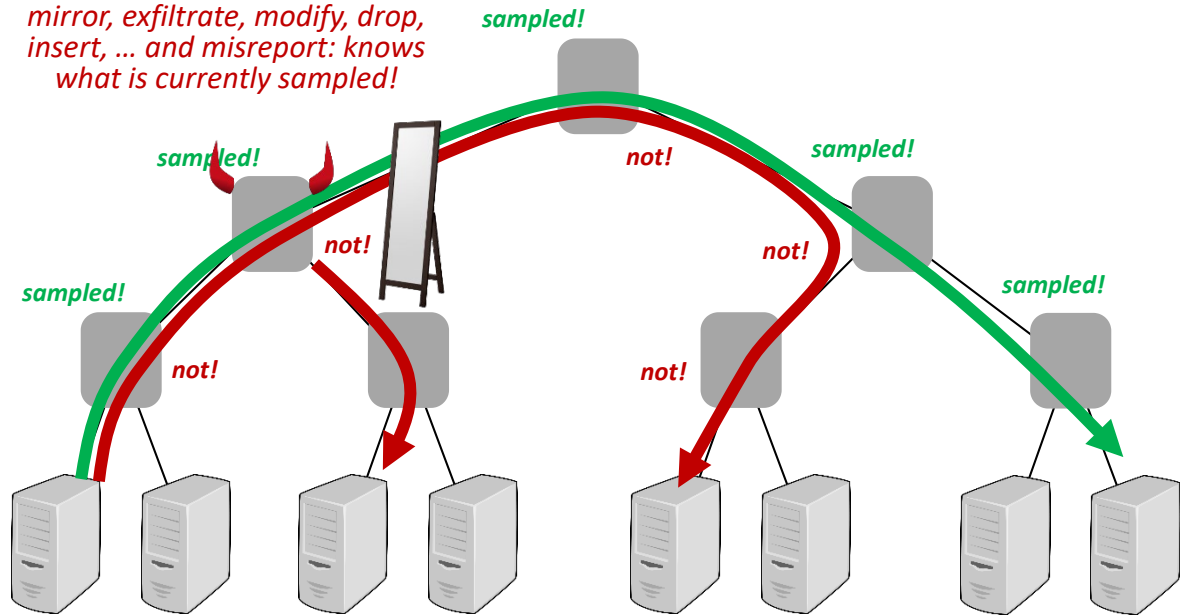 mirror, exfiltrate, modify, drop,
insert, … and misreport: knows
what is currently sampled!
sampled!
sampled!
not!
sampled!
not!
not!
sampled!
sampled!
not!
not!